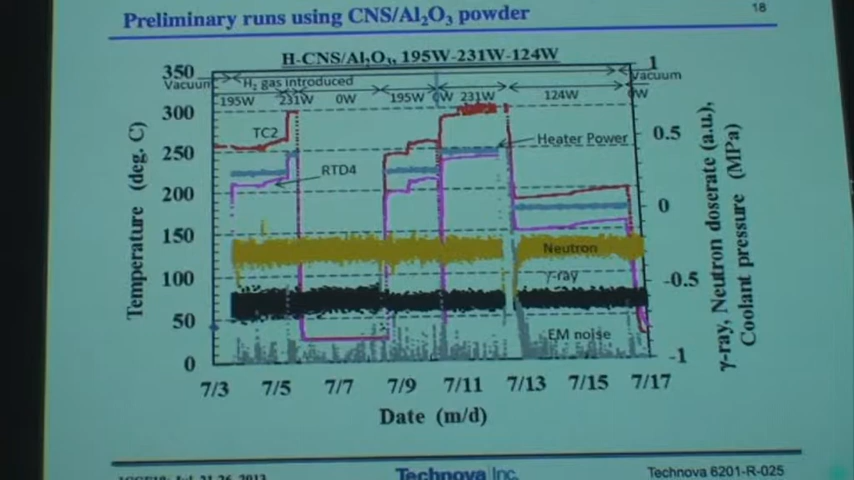 18
Preliminary runs using CNS/Al₂O₃ powder
H-CNS/Al₂O₃, 195W-231W-124W
Vacuum
H₂ gas introduced
Vacuum
195W
231W
0W
195W
0W
231W
124W
0W
TC2
RTD4
Heater Power
Neutron
γ-ray
EM noise
350
300
250
200
150
100
50
0
Temperature (deg. C)
1
0.5
0
-0.5
-1
γ-ray, Neutron doserate (a.u.),
Coolant pressure (MPa)
7/3 7/5 7/7 7/9 7/11 7/13 7/15 7/17
Date (m/d)
Technova Inc.
Technova 6201-R-025